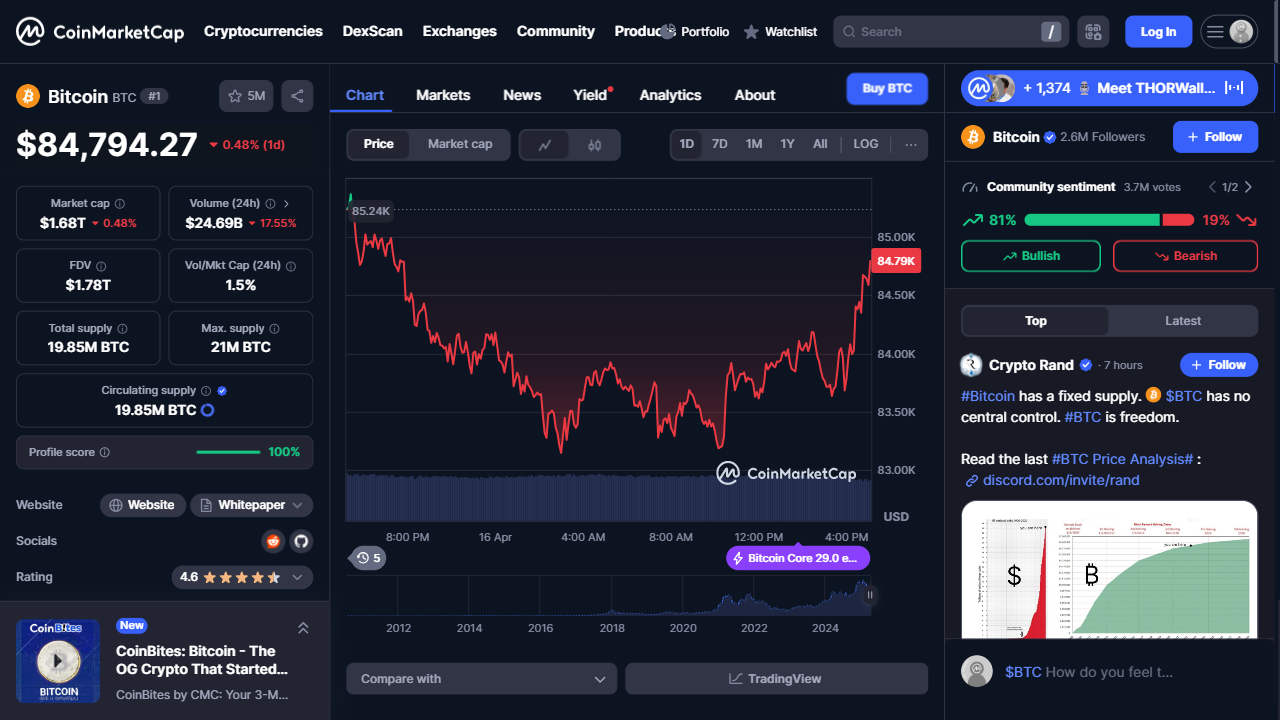 CoinMarketCap
Cryptocurrencies DexScan Exchanges Community Produc Portfolio Watchlist Search / Log In
Bitcoin BTC #1 5M
$84,794.27 0.48% (1d)
Market cap
$1.68T 0.48%
Volume (24h)
$24.69B 17.55%
FDV
$1.78T
Vol/Mkt Cap (24h)
1.5%
Total supply
19.85M BTC
Max. supply
21M BTC
Circulating supply
19.85M BTC
Profile score 100%
Website Website Whitepaper
Socials
Rating 4.6
CoinBites
BITCOIN
New
CoinBites: Bitcoin - The
OG Crypto That Started...
CoinBites by CMC: Your 3-M...
Chart Markets News Yield Analytics About Buy BTC
Price Market cap 1D 7D 1M 1Y All LOG ...
85.24K
85.00K
84.79K
84.50K
84.00K
83.50K
83.00K
CoinMarketCap
USD
8:00 PM 16 Apr 4:00 AM 8:00 AM 12:00 PM 4:00 PM
5 Bitcoin Core 29.0 e...
2012 2014 2016 2018 2020 2022 2024
Compare with TradingView
+ 1,374 Meet THORWall...
Bitcoin 2.6M Followers + Follow
Community sentiment 3.7M votes 1/2
81% 19%
Bullish Bearish
Top Latest
Crypto Rand · 7 hours + Follow
#Bitcoin has a fixed supply. $BTC has no
central control. #BTC is freedom.
Read the last #BTC Price Analysis# :
discord.com/invite/rand
$BTC How do you feel t...